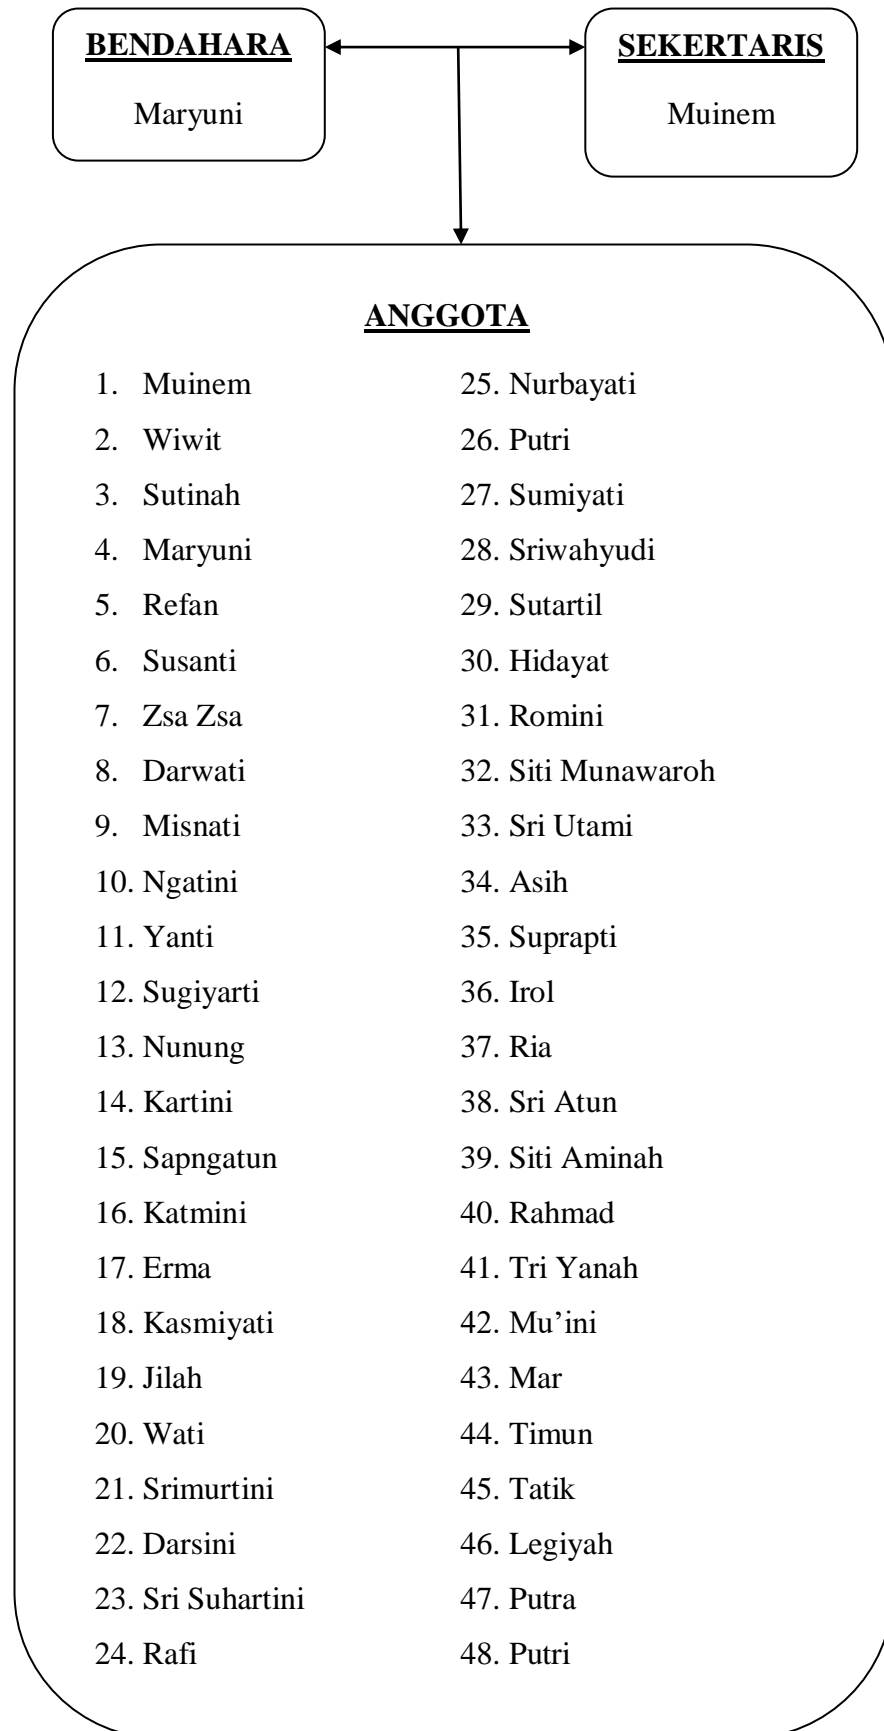 BENDAHARA
Maryuni
SEKERTARIS
Muinem
ANGGOTA
1. Muinem
2. Wiwit
3. Sutinah
4. Maryuni
5. Refan
6. Susanti
7. Zsa Zsa
8. Darwati
9. Misnati
10. Ngatini
11. Yanti
12. Sugiyarti
13. Nunung
14. Kartini
15. Sapngatun
16. Katmini
17. Erma
18. Kasmiyati
19. Jilah
20. Wati
21. Srimurtini
22. Darsini
23. Sri Suhartini
24. Rafi
25. Nurbayati
26. Putri
27. Sumiyati
28. Sriwahyudi
29. Sutartil
30. Hidayat
31. Romini
32. Siti Munawaroh
33. Sri Utami
34. Asih
35. Suprapti
36. Irol
37. Ria
38. Sri Atun
39. Siti Aminah
40. Rahmad
41. Tri Yanah
42. Mu’ini
43. Mar
44. Timun
45. Tatik
46. Legiyah
47. Putra
48. Putri